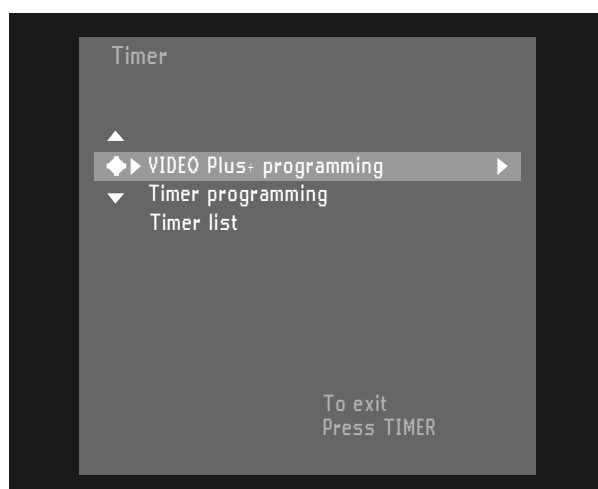 Timer
VIDEO Plus+ programming
Timer programming
Timer list
To exit
Press TIMER